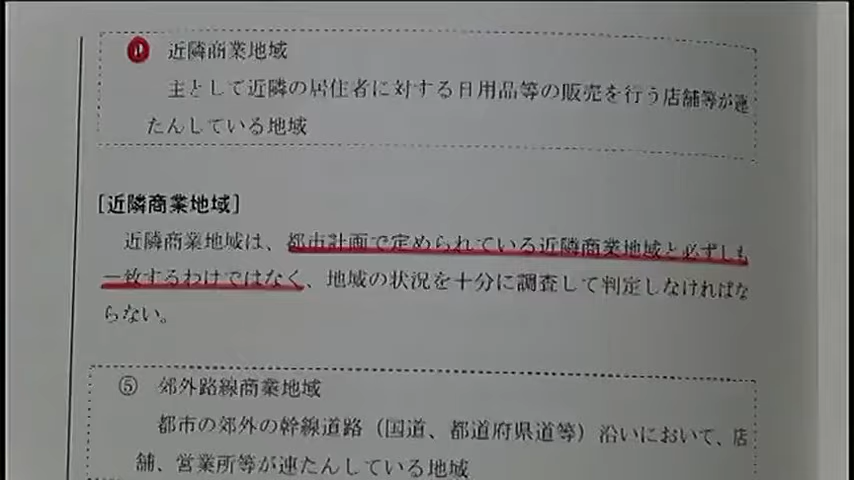 近隣商業地域
主として近隣の居住者に対する日用品等の販売を行う店舗等が連
たんしている地域
[近隣商業地域]
近隣商業地域は、都市計画で定められている近隣商業地域と必ずしも
一致するわけではなく、地域の状況を十分に調査して判定しなければな
らない。
⑤ 郊外路線商業地域
都市の郊外の幹線道路（国道、都道府県道等）沿いにおいて、店
舗、営業所等が連たんしている地域